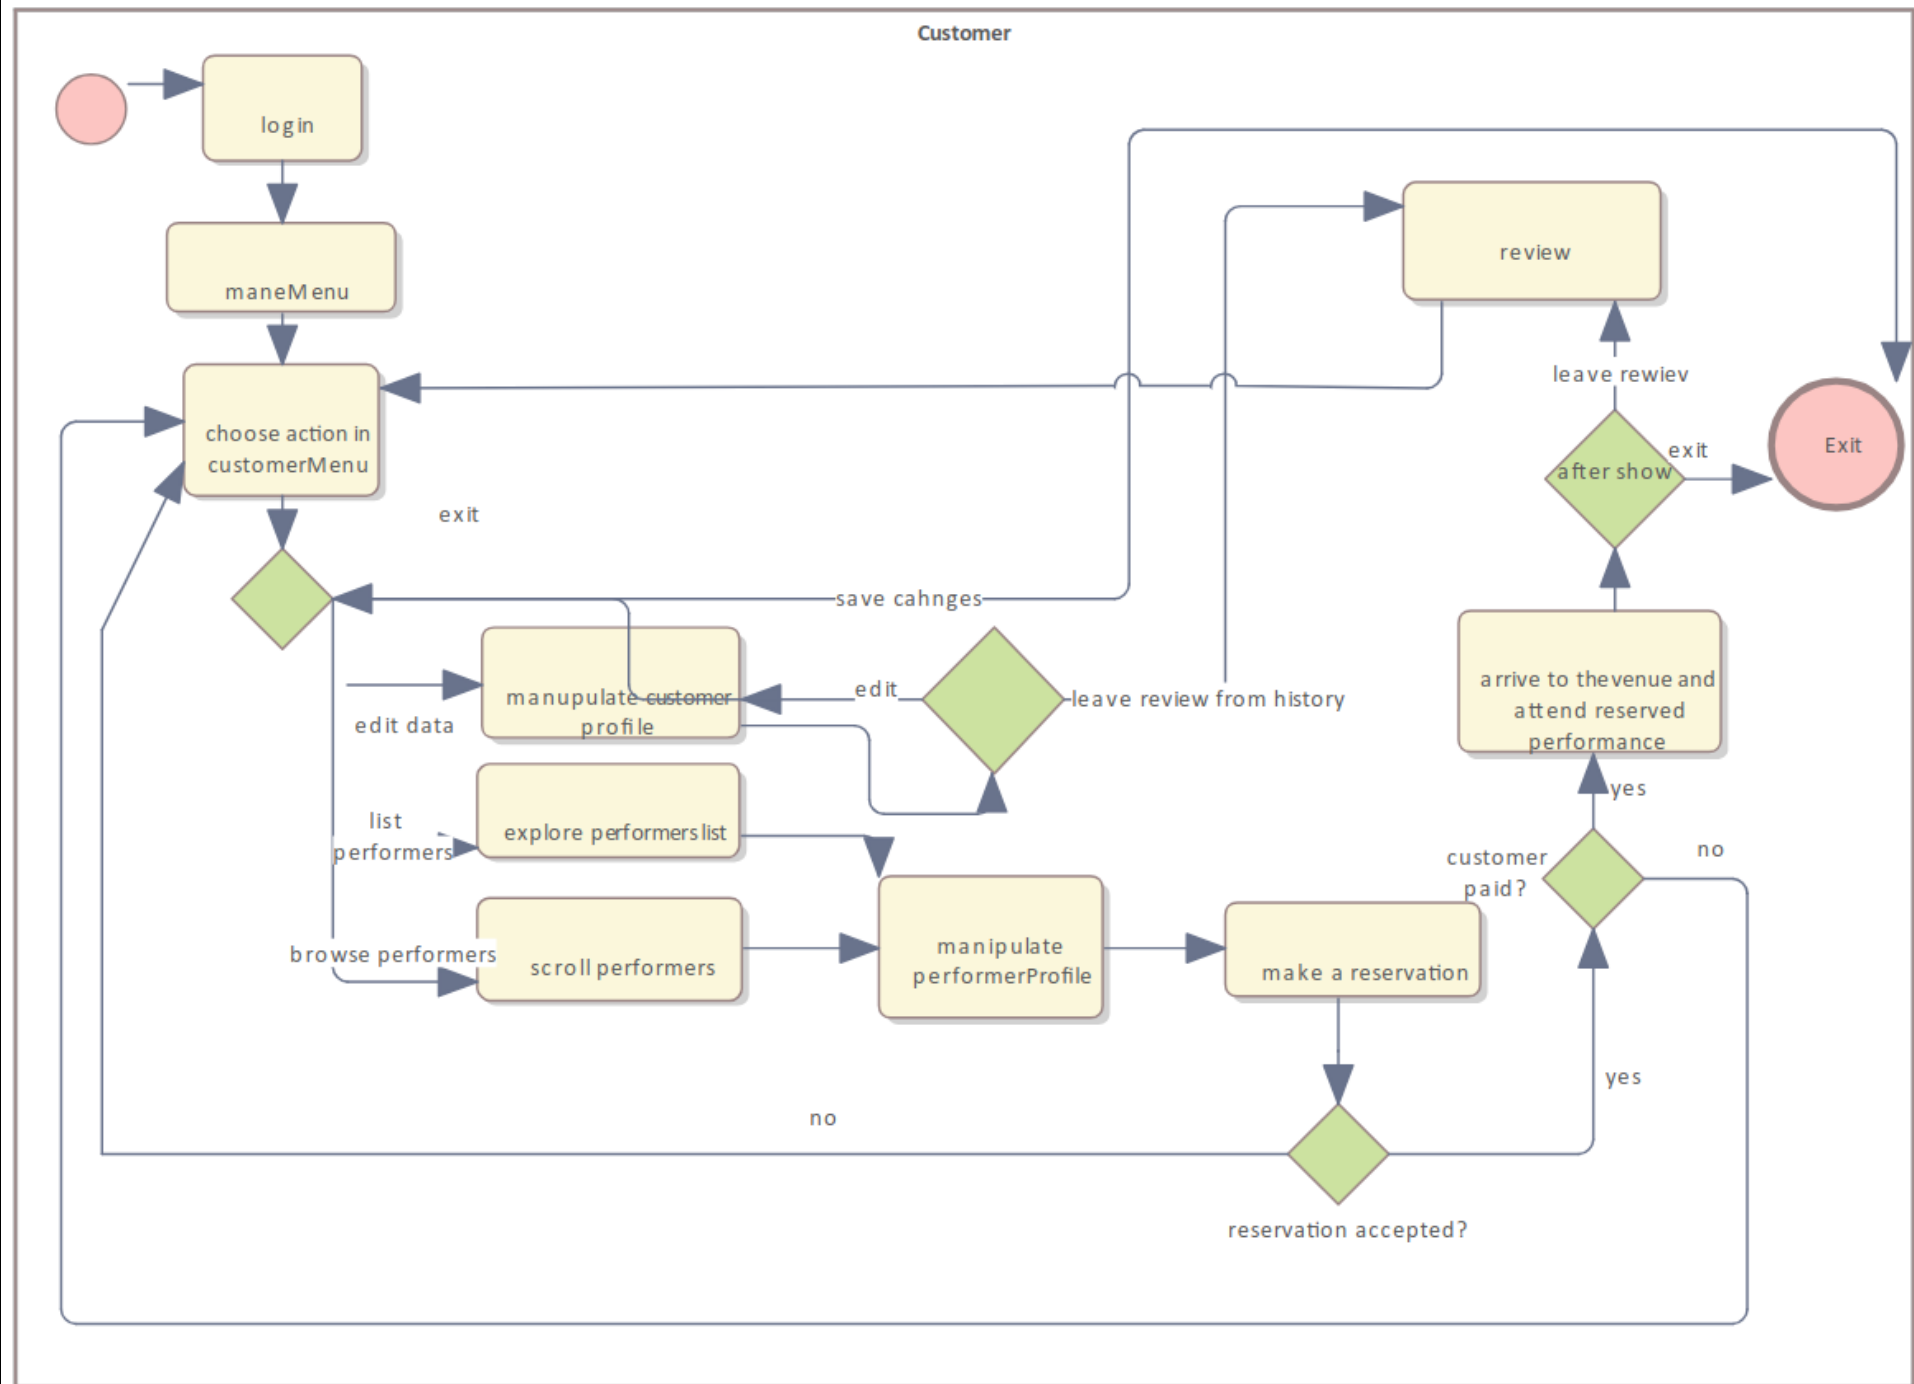 Customer
login
maneMenu
review
leave rewiev
choose action in
customerMenu
exit
Exit
after show
exit
save cahnges
edit
leave review from history
manupulate customer
profile
edit data
arrive to thevenue and
attend reserved
performance
yes
list
performers
explore performers list
customer
paid?
no
browse performers
scroll performers
manipulate
performerProfile
make a reservation
yes
no
reservation accepted?